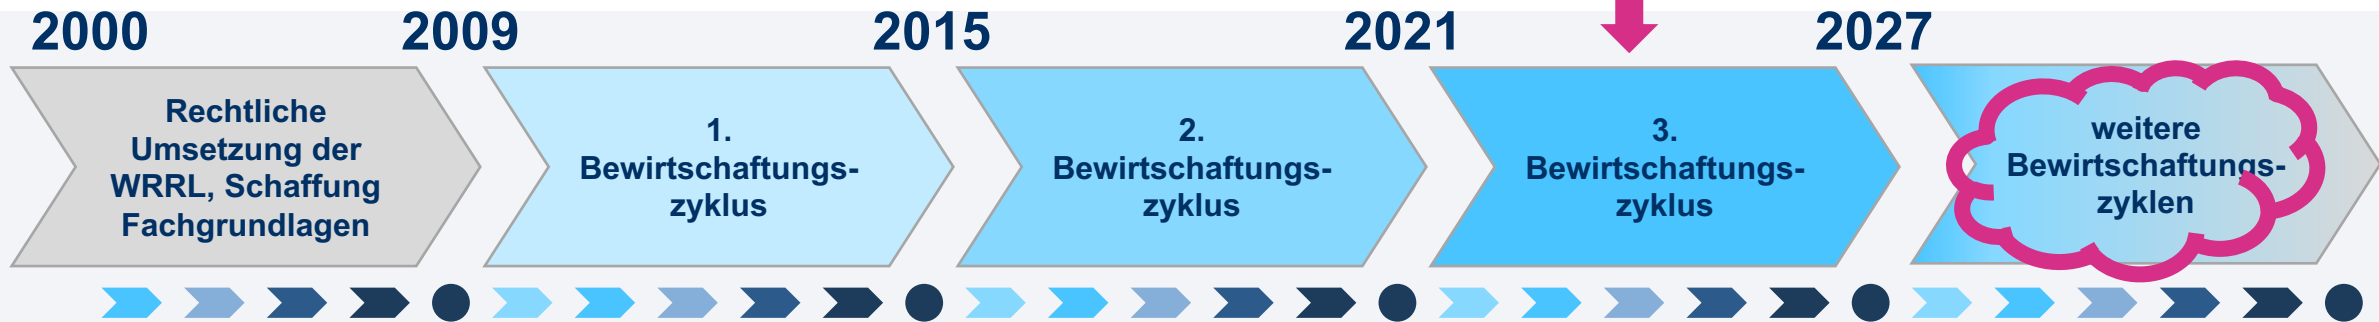 2000 2009 2015 2021 2027
Rechtliche
Umsetzung der
WRRL, Schaffung
Fachgrundlagen
1.
Bewirtschaftungs-
zyklus
2.
Bewirtschaftungs-
zyklus
3.
Bewirtschaftungs-
zyklus
weitere
Bewirtschaftungs-
zyklen